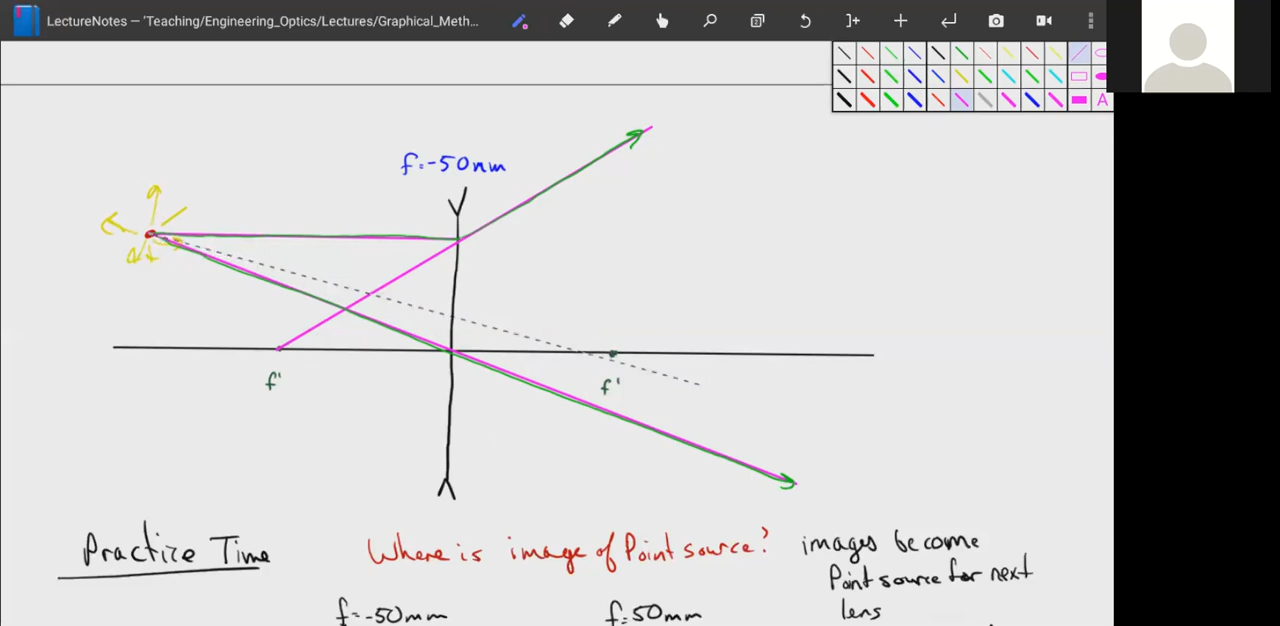 LectureNotes — 'Teaching/Engineering_Optics/Lectures/Graphical_Meth...
A
f=-50mm
f'
f'
Practize Time
Where is image of Point source?
images become
Point source for next
lens
f=-50mm
f=50mm